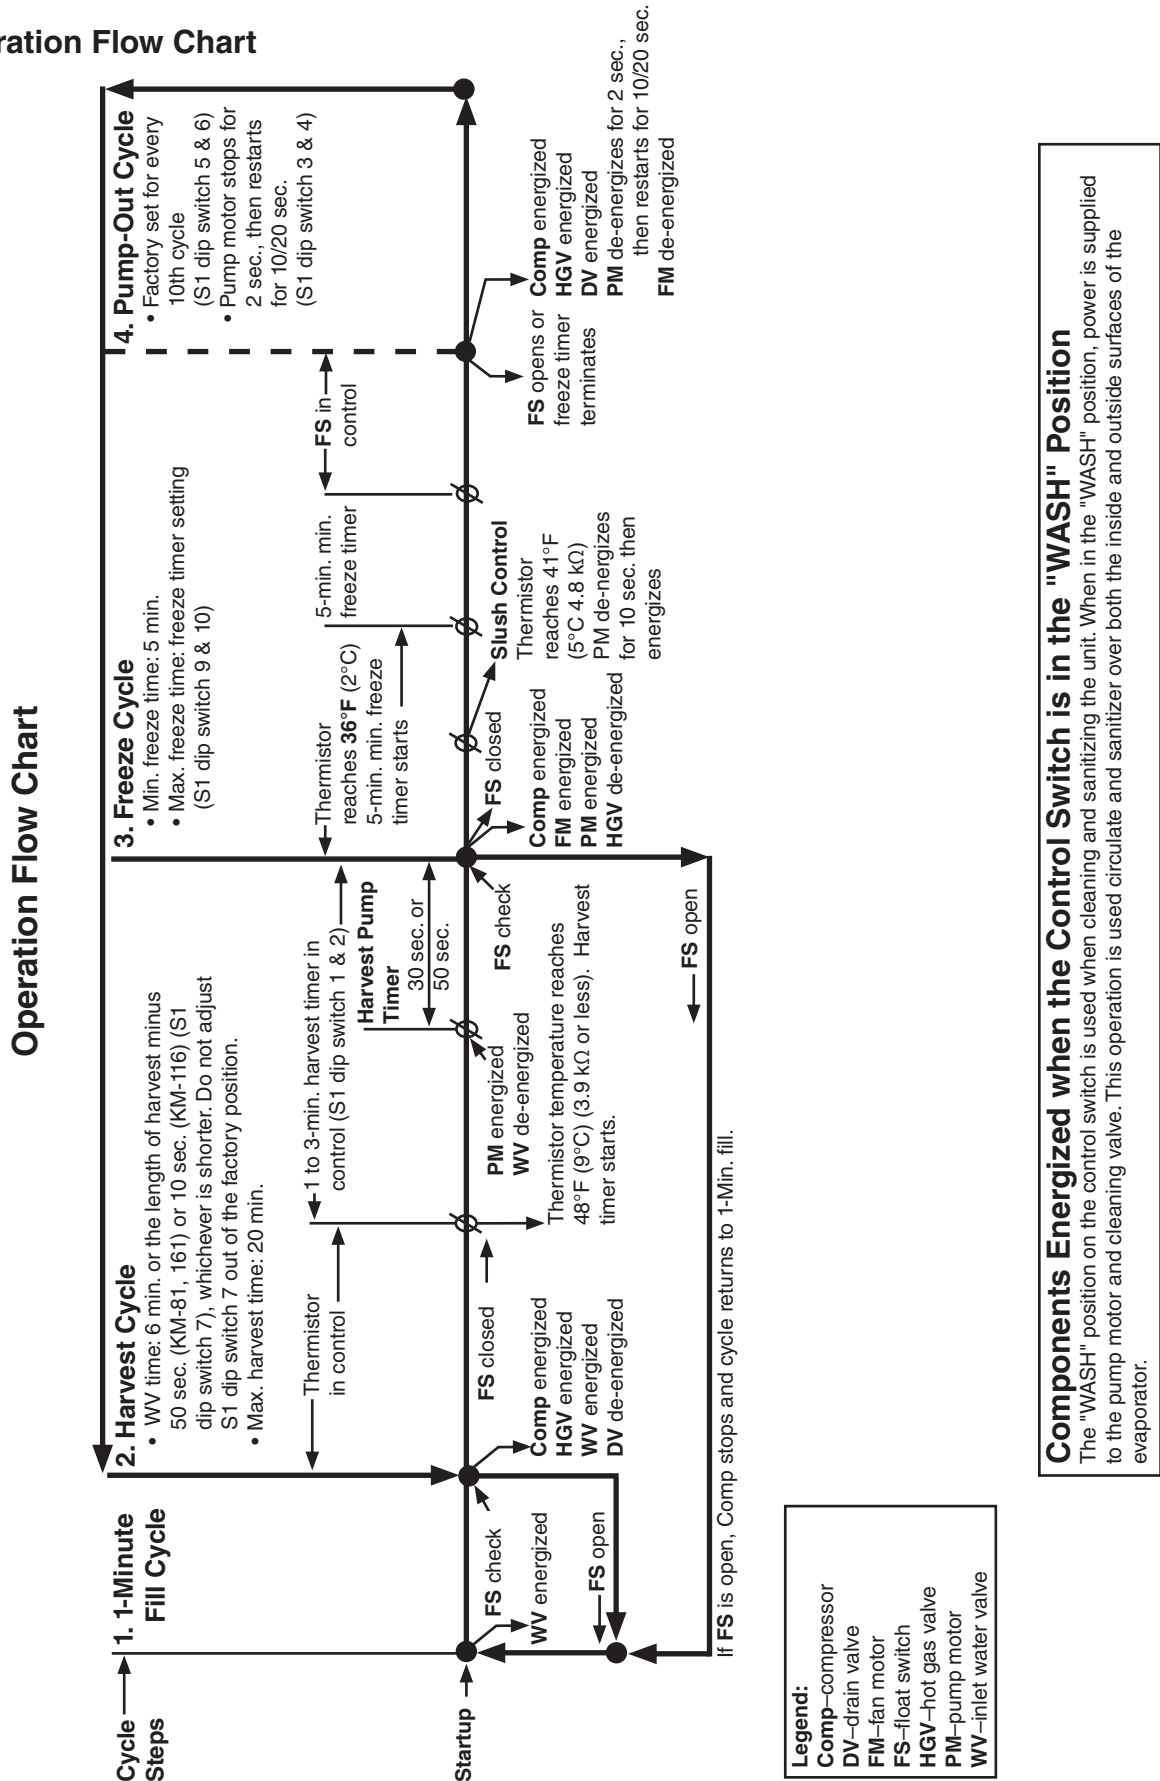 ration Flow Chart
Operation Flow Chart
Cycle
Steps
1. 1-Minute
Fill Cycle
2. Harvest Cycle
• WV time: 6 min. or the length of harvest minus
50 sec. (KM-81, 161) or 10 sec. (KM-116) (S1
dip switch 7), whichever is shorter. Do not adjust
S1 dip switch 7 out of the factory position.
• Max. harvest time: 20 min.
3. Freeze Cycle
• Min. freeze time: 5 min.
• Max. freeze time: freeze timer setting
(S1 dip switch 9 & 10)
4. Pump-Out Cycle
• Factory set for every
10th cycle
(S1 dip switch 5 & 6)
• Pump motor stops for
2 sec., then restarts
for 10/20 sec.
(S1 dip switch 3 & 4)
Thermistor
in control
1 to 3-min. harvest timer in
control (S1 dip switch 1 & 2)
Harvest Pump
Timer
30 sec. or
50 sec.
Thermistor
reaches 36°F (2°C)
5-min. min. freeze
timer starts
5-min. min.
freeze timer
FS in
control
Startup
FS check
WV energized
FS open
FS closed
Comp energized
HGV energized
WV energized
DV de-energized
PM energized
WV de-energized
Thermistor temperature reaches
48°F (9°C) (3.9 kΩ or less). Harvest
timer starts.
FS check
FS closed
Comp energized
FM energized
PM energized
HGV de-energized
Slush Control
Thermistor
reaches 41°F
(5°C 4.8 kΩ)
PM de-nergizes
for 10 sec. then
energizes
FS opens or
freeze timer
terminates
Comp energized
HGV energized
DV energized
PM de-energizes for 2 sec.,
then restarts for 10/20 sec.
FM de-energized
FS open
If FS is open, Comp stops and cycle returns to 1-Min. fill.
Legend:
Comp–compressor
DV–drain valve
FM–fan motor
FS–float switch
HGV–hot gas valve
PM–pump motor
WV–inlet water valve
Components Energized when the Control Switch is in the "WASH" Position
The "WASH" position on the control switch is used when cleaning and sanitizing the unit. When in the "WASH" position, power is supplied
to the pump motor and cleaning valve. This operation is used circulate and sanitizer over both the inside and outside surfaces of the
evaporator.